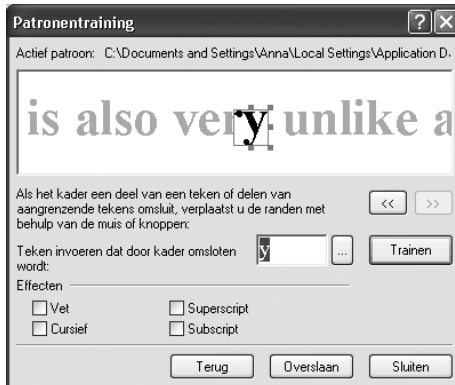 Patronentraining
Actief patroon: C:\Documents and Settings\Anna\Local Settings\Application D
is also very unlike a
Als het kader een deel van een teken of delen van
aangrenzende tekens omsluit, verplaatst u de randen met
behulp van de muis of knoppen:
<< >>
Teken invoeren dat door kader omsloten
wordt:
y ... Trainen
Effecten
Vet Superscript
Cursief Subscript
Terug Overslaan Sluiten